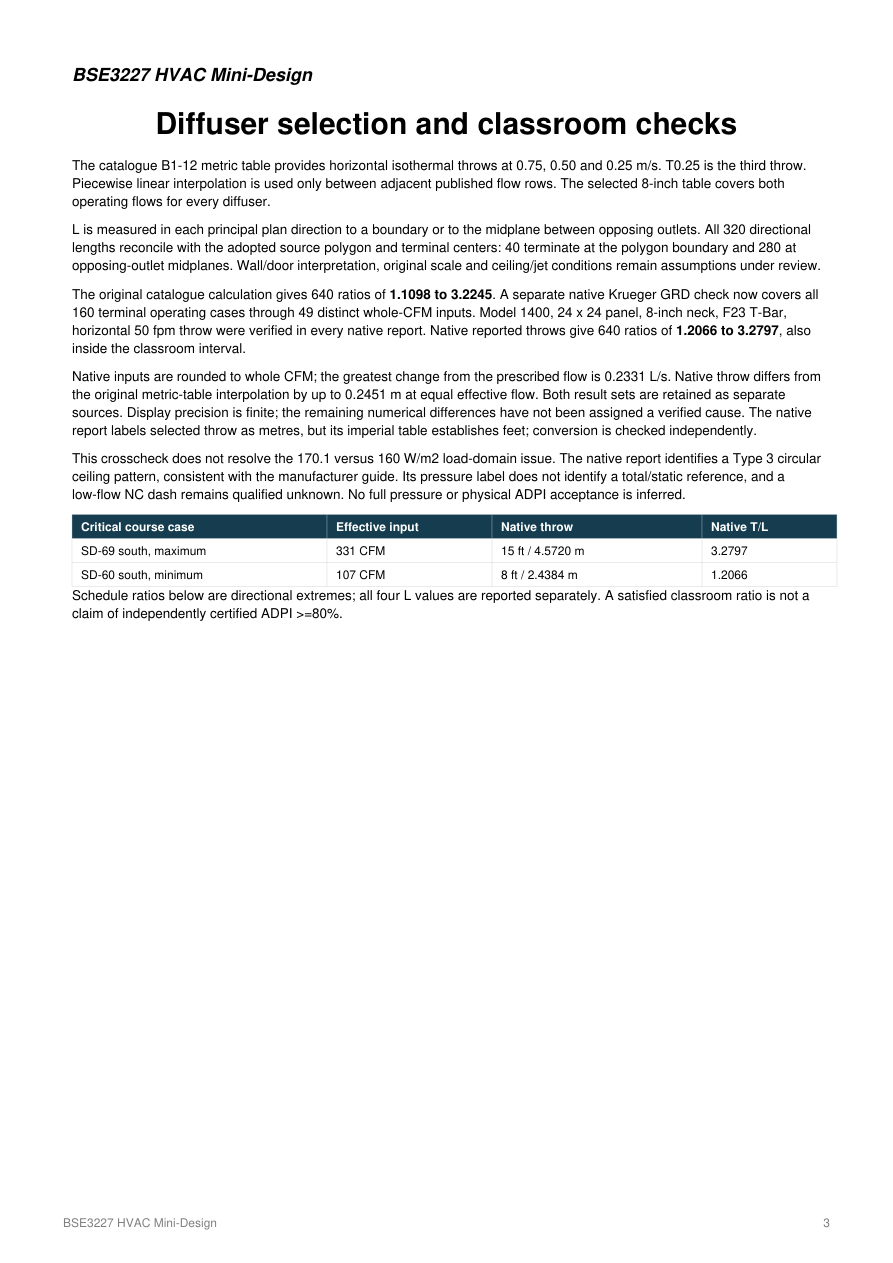 BSE3227 HVAC Mini-Design
Diffuser selection and classroom checks
The catalogue B1-12 metric table provides horizontal isothermal throws at 0.75, 0.50 and 0.25 m/s. T0.25 is the third throw.
Piecewise linear interpolation is used only between adjacent published flow rows. The selected 8-inch table covers both
operating flows for every diffuser.
L is measured in each principal plan direction to a boundary or to the midplane between opposing outlets. All 320 directional
lengths reconcile with the adopted source polygon and terminal centers: 40 terminate at the polygon boundary and 280 at
opposing-outlet midplanes. Wall/door interpretation, original scale and ceiling/jet conditions remain assumptions under review.
The original catalogue calculation gives 640 ratios of 1.1098 to 3.2245. A separate native Krueger GRD check now covers all
160 terminal operating cases through 49 distinct whole-CFM inputs. Model 1400, 24 x 24 panel, 8-inch neck, F23 T-Bar,
horizontal 50 fpm throw were verified in every native report. Native reported throws give 640 ratios of 1.2066 to 3.2797, also
inside the classroom interval.
Native inputs are rounded to whole CFM; the greatest change from the prescribed flow is 0.2331 L/s. Native throw differs from
the original metric-table interpolation by up to 0.2451 m at equal effective flow. Both result sets are retained as separate
sources. Display precision is finite; the remaining numerical differences have not been assigned a verified cause. The native
report labels selected throw as metres, but its imperial table establishes feet; conversion is checked independently.
This crosscheck does not resolve the 170.1 versus 160 W/m2 load-domain issue. The native report identifies a Type 3 circular
ceiling pattern, consistent with the manufacturer guide. Its pressure label does not identify a total/static reference, and a
low-flow NC dash remains qualified unknown. No full pressure or physical ADPI acceptance is inferred.
Critical course case Effective input Native throw Native T/L
SD-69 south, maximum 331 CFM 15 ft / 4.5720 m 3.2797
SD-60 south, minimum 107 CFM 8 ft / 2.4384 m 1.2066
Schedule ratios below are directional extremes; all four L values are reported separately. A satisfied classroom ratio is not a
claim of independently certified ADPI >=80%.
BSE3227 HVAC Mini-Design 3